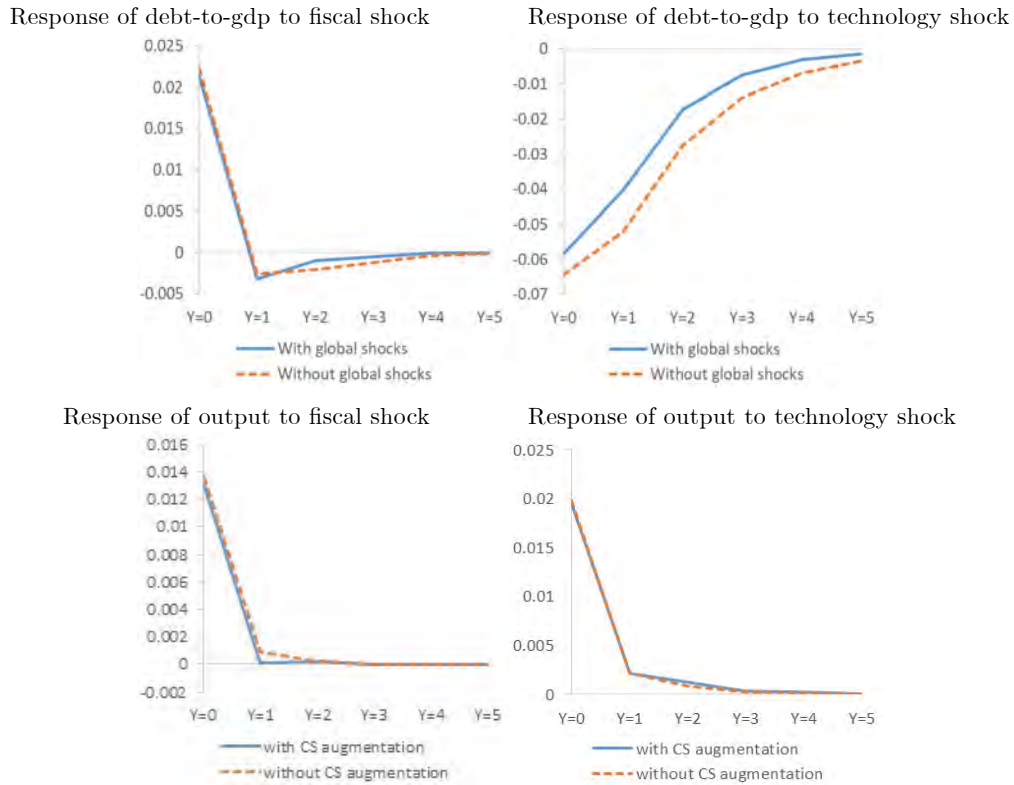 Response of debt-to-gdp to fiscal shock
0.025
0.02
0.015
0.01
0.005
0
-0.005
Y=0 Y=1 Y=2 Y=3 Y=4 Y=5
With global shocks
Without global shocks
Response of debt-to-gdp to technology shock
0
-0.01
-0.02
-0.03
-0.04
-0.05
-0.06
-0.07
Y=0 Y=1 Y=2 Y=3 Y=4 Y=5
With global shocks
Without global shocks
Response of output to fiscal shock
0.016
0.014
0.012
0.01
0.008
0.006
0.004
0.002
0
-0.002
Y=0 Y=1 Y=2 Y=3 Y=4 Y=5
with CS augmentation
without CS augmentation
Response of output to technology shock
0.025
0.02
0.015
0.01
0.005
0
Y=0 Y=1 Y=2 Y=3 Y=4 Y=5
with CS augmentation
without CS augmentation